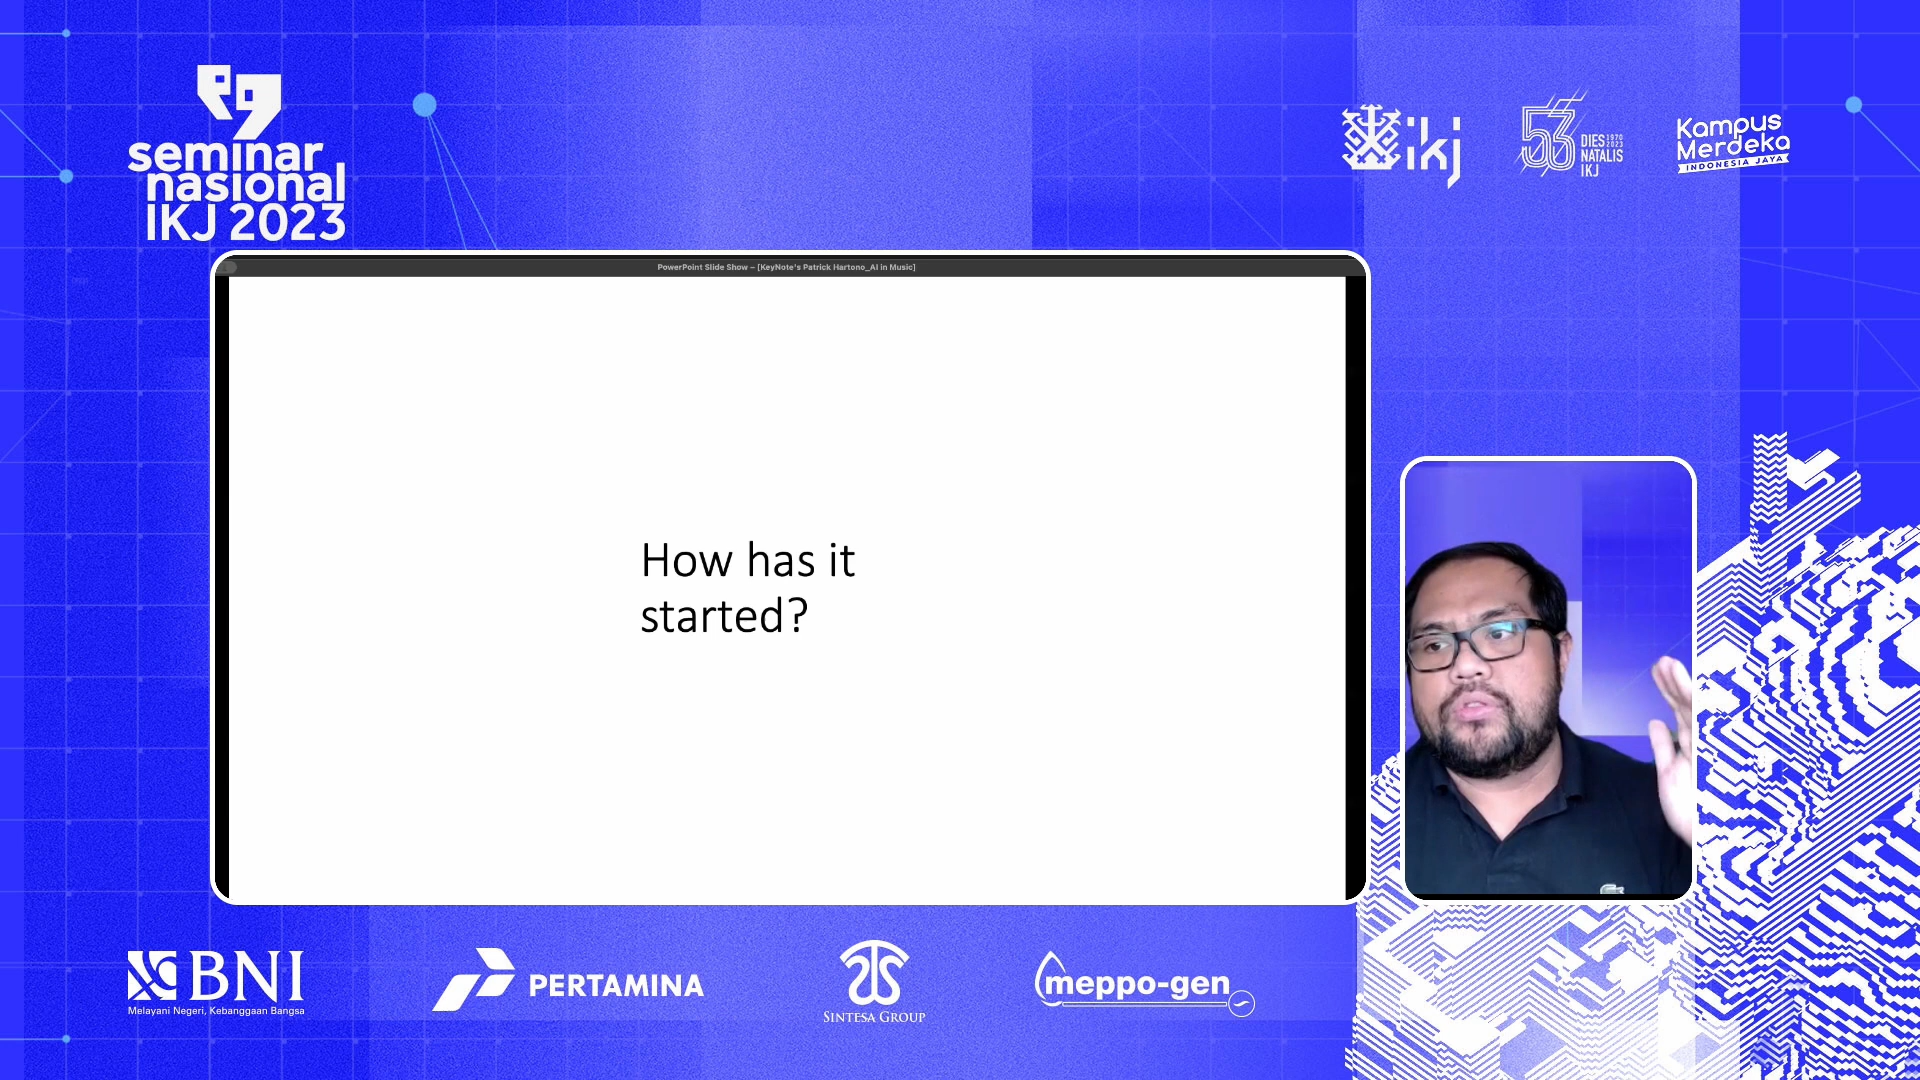 seminar
nasional
IKJ 2023
ikj
53
DIES 1970
2023
NATALIS
IKJ
Kampus
Merdeka
INDONESIA JAYA
PowerPoint Slide Show – [KeyNote's Patrick Hartono_AI in Music]
How has it
started?
BNI
Melayani Negeri, Kebanggaan Bangsa
PERTAMINA
SINTESA GROUP
meppo-gen